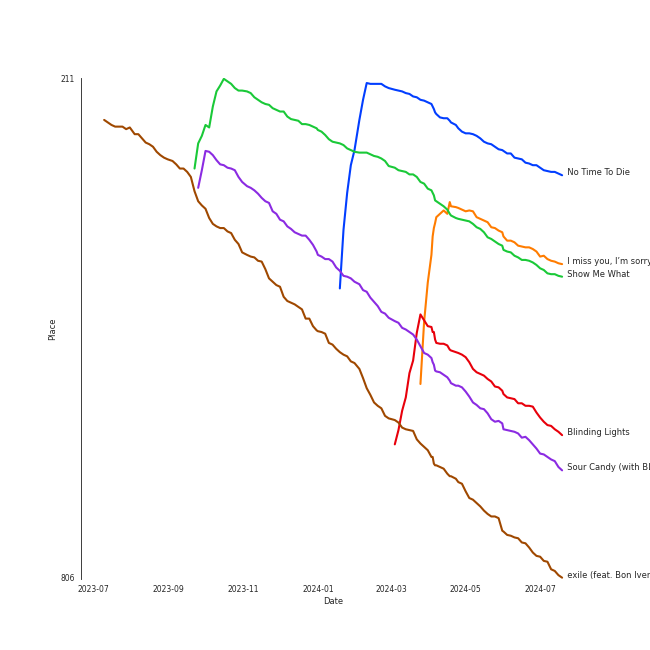 211
No Time To Die
I miss you, I'm sorry
Show Me What
Place
Blinding Lights
Sour Candy (with Bl
exile (feat. Bon Iver
806
2023-07 2023-09 2023-11 2024-01 2024-03 2024-05 2024-07
Date